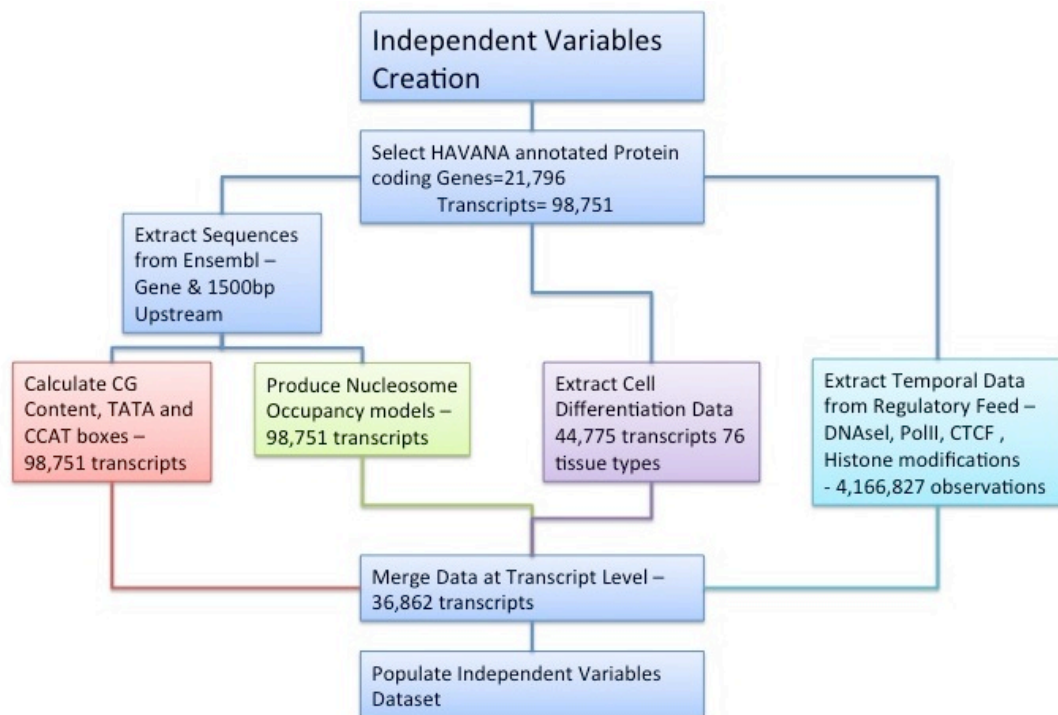 Independent Variables
Creation
Select HAVANA annotated Protein
coding Genes=21,796
Transcripts= 98,751
Extract Sequences
from Ensembl –
Gene & 1500bp
Upstream
Calculate CG
Content, TATA and
CCAT boxes –
98,751 transcripts
Produce Nucleosome
Occupancy models –
98,751 transcripts
Extract Cell
Differentiation Data
44,775 transcripts 76
tissue types
Extract Temporal Data
from Regulatory Feed –
DNAseI, PolII, CTCF ,
Histone modifications
- 4,166,827 observations
Merge Data at Transcript Level –
36,862 transcripts
Populate Independent Variables
Dataset